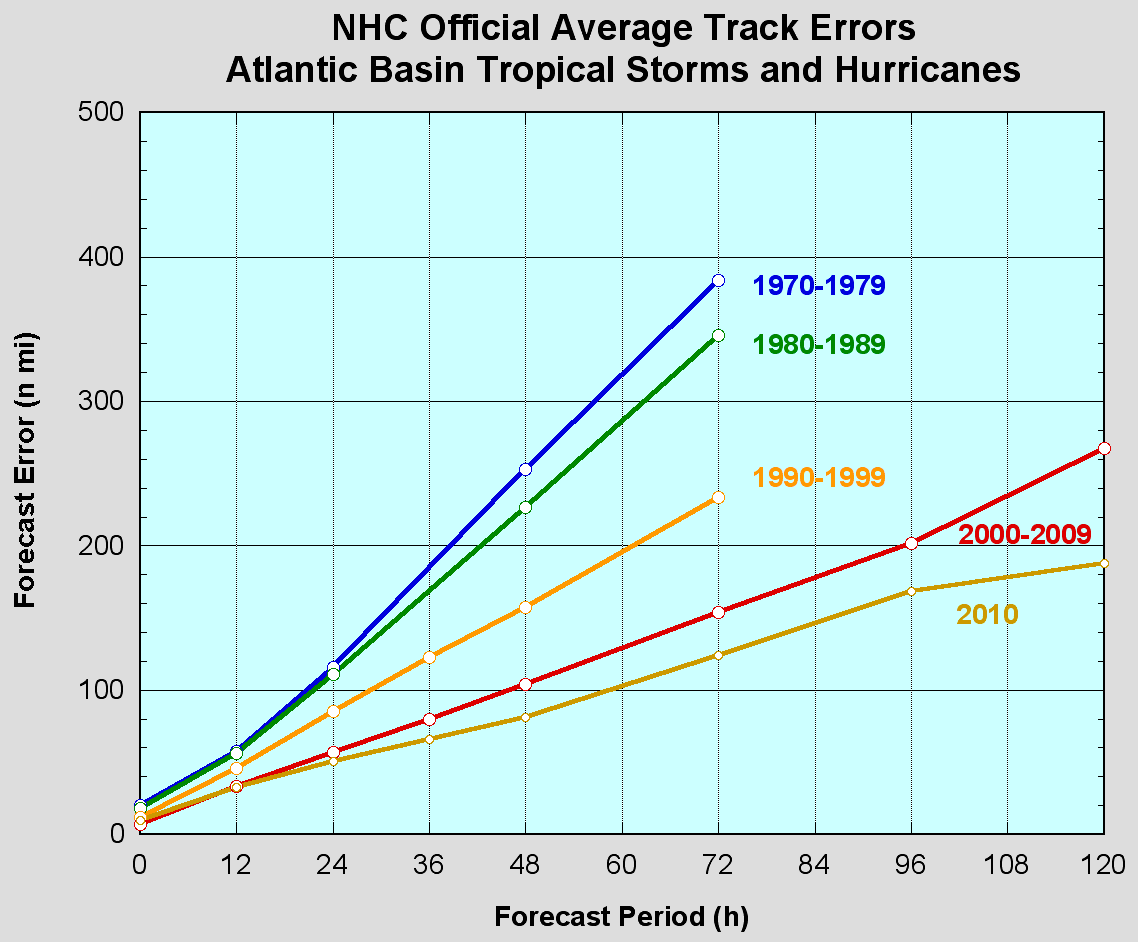 NHC Official Average Track Errors
Atlantic Basin Tropical Storms and Hurricanes
500
400
300
200
100
0
Forecast Error (n mi)
1970-1979
1980-1989
1990-1999
2000-2009
2010
0 12 24 36 48 60 72 84 96 108 120
Forecast Period (h)